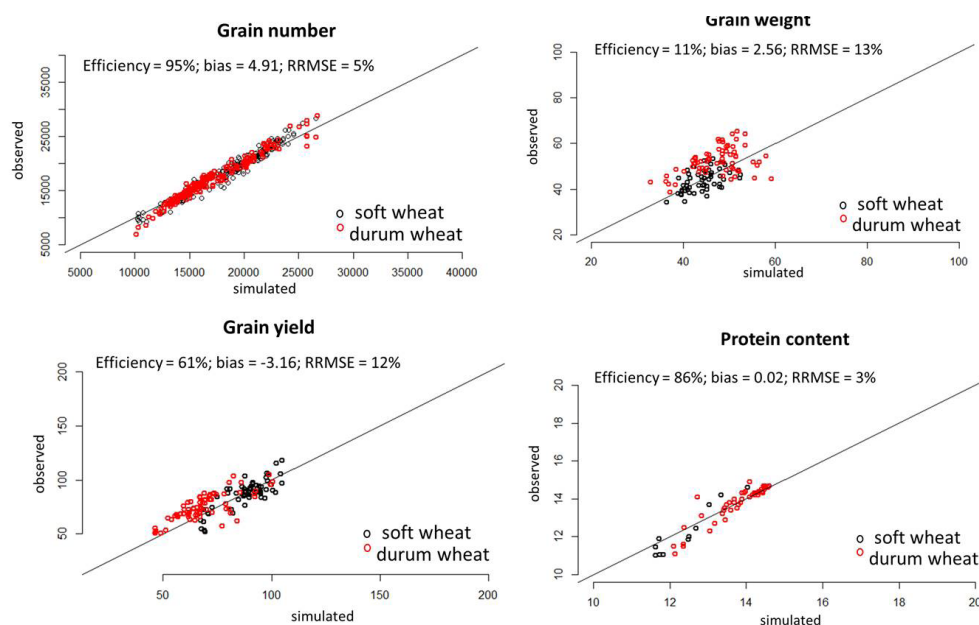 Grain number
Efficiency = 95%; bias = 4.91; RRMSE = 5%
observed
35000
25000
15000
5000
soft wheat
durum wheat
5000 10000 15000 20000 25000 30000 35000 40000
simulated
Grain weight
Efficiency = 11%; bias = 2.56; RRMSE = 13%
observed
100
80
60
40
20
soft wheat
durum wheat
20 40 60 80 100
simulated
Grain yield
Efficiency = 61%; bias = -3.16; RRMSE = 12%
observed
200
150
100
50
soft wheat
durum wheat
50 100 150 200
simulated
Protein content
Efficiency = 86%; bias = 0.02; RRMSE = 3%
observed
20
18
16
14
12
10
soft wheat
durum wheat
10 12 14 16 18 20
simulated